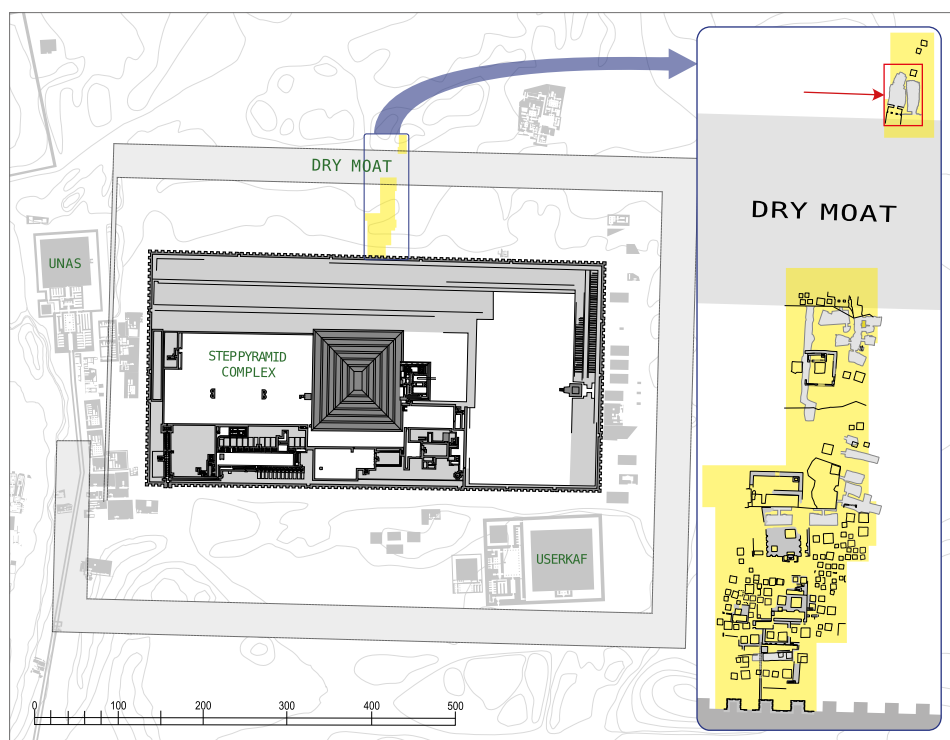 DRY MOAT
DRY MOAT
UNAS
STEPPYRAMID
COMPLEX
USERKAF
0 100 200 300 400 500